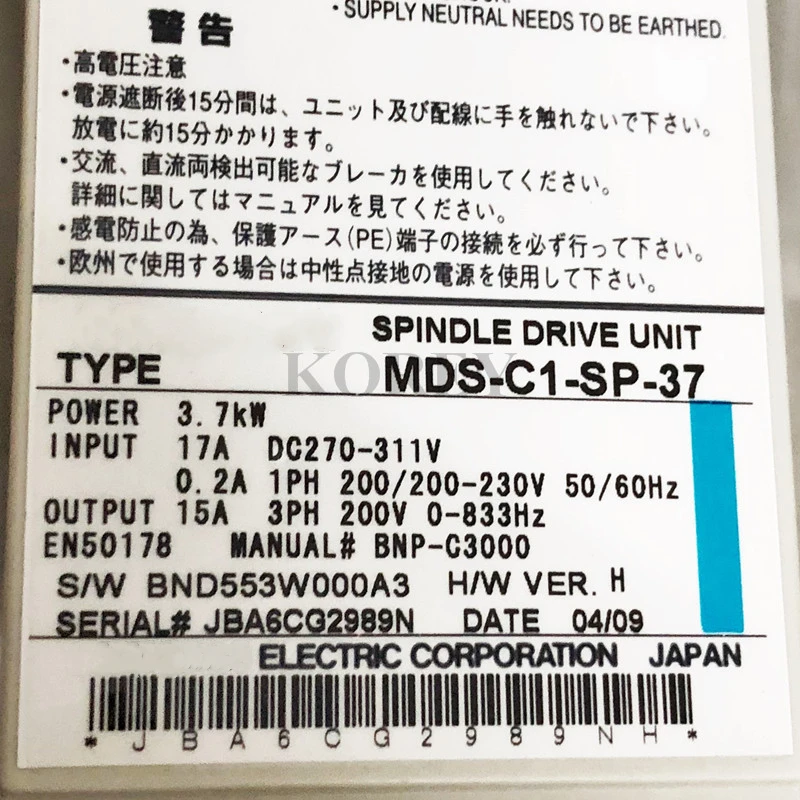 ・SUPPLY NEUTRAL NEEDS TO BE EARTHED.
警告
・高電圧注意
・電源遮断後15分間は、ユニット及び配線に手を触れないで下さい。
放電に約15分かかります。
・交流、直流両検出可能なブレーカを使用してください。
詳細に関してはマニュアルを見てください。
・感電防止の為、保護アース(PE)端子の接続を必ず行って下さい。
・欧州で使用する場合は中性点接地の電源を使用して下さい。
SPINDLE DRIVE UNIT
TYPE MDS-C1-SP-37
KOPEY
POWER 3.7kW
INPUT 17A DC270-311V
0.2A 1PH 200/200-230V 50/60Hz
OUTPUT 15A 3PH 200V 0-833Hz
EN50178 MANUAL# BNP-C3000
S/W BND553W000A3 H/W VER. H
SERIAL# JBA6CG2989N DATE 04/09
ELECTRIC CORPORATION JAPAN
*JBA6CG2989NH*